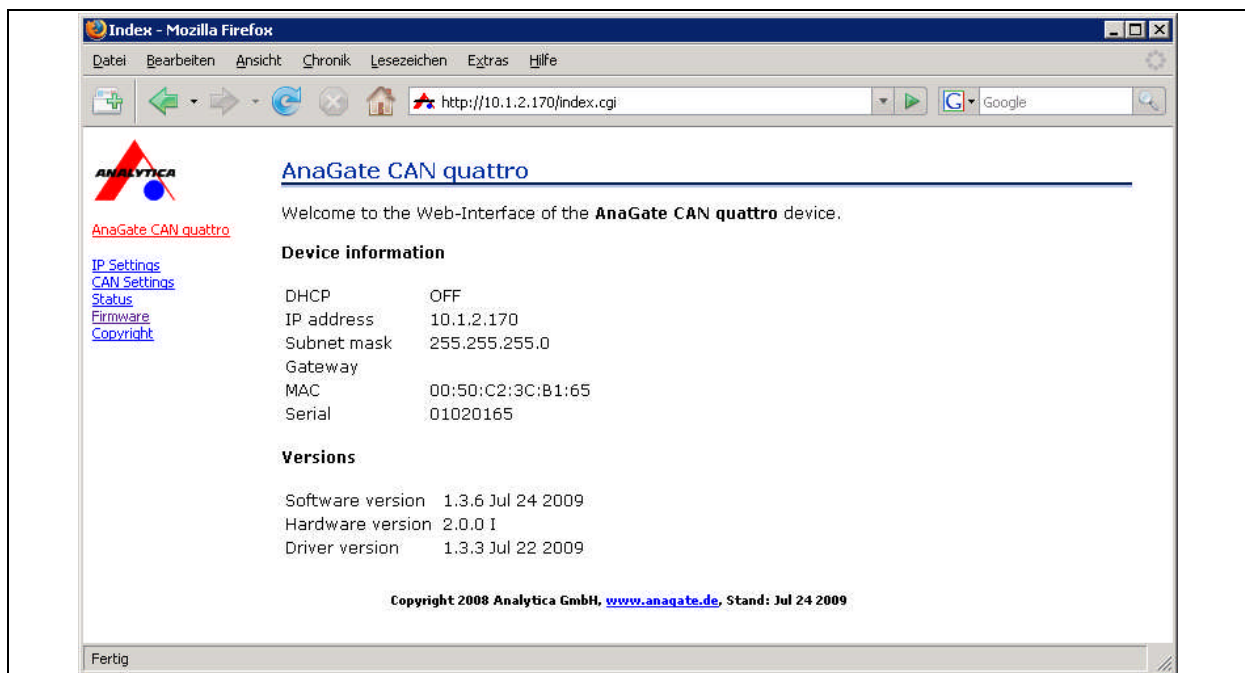 Index - Mozilla Firefox
Datei Bearbeiten Ansicht Chronik Lesezeichen Extras Hilfe
http://10.1.2.170/index.cgi
G Google
ANALYTICA
AnaGate CAN quattro
IP Settings
CAN Settings
Status
Firmware
Copyright
AnaGate CAN quattro
Welcome to the Web-Interface of the AnaGate CAN quattro device.
Device information
DHCP OFF
IP address 10.1.2.170
Subnet mask 255.255.255.0
Gateway
MAC 00:50:C2:3C:B1:65
Serial 01020165
Versions
Software version 1.3.6 Jul 24 2009
Hardware version 2.0.0 I
Driver version 1.3.3 Jul 22 2009
Copyright 2008 Analytica GmbH, www.anagate.de, Stand: Jul 24 2009
Fertig